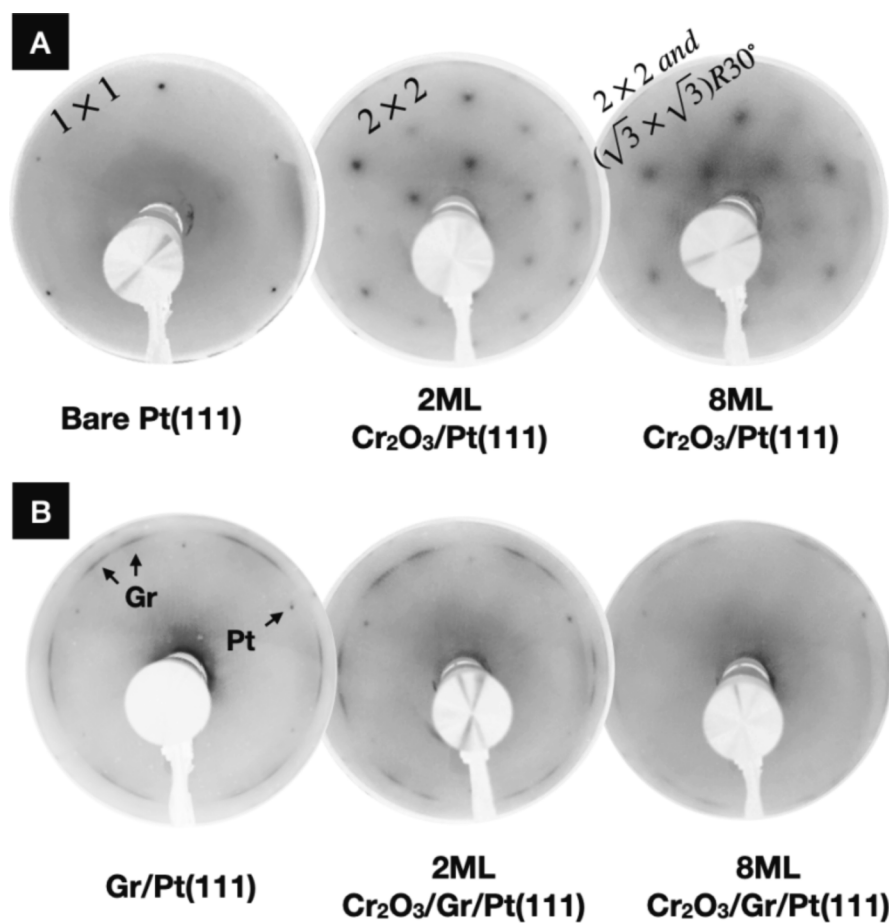 A
1 × 1
2 × 2
2 × 2 and
(√3 × √3)R30°
Bare Pt(111)
2ML
Cr₂O₃/Pt(111)
8ML
Cr₂O₃/Pt(111)
B
Gr
Pt
Gr/Pt(111)
2ML
Cr₂O₃/Gr/Pt(111)
8ML
Cr₂O₃/Gr/Pt(111)